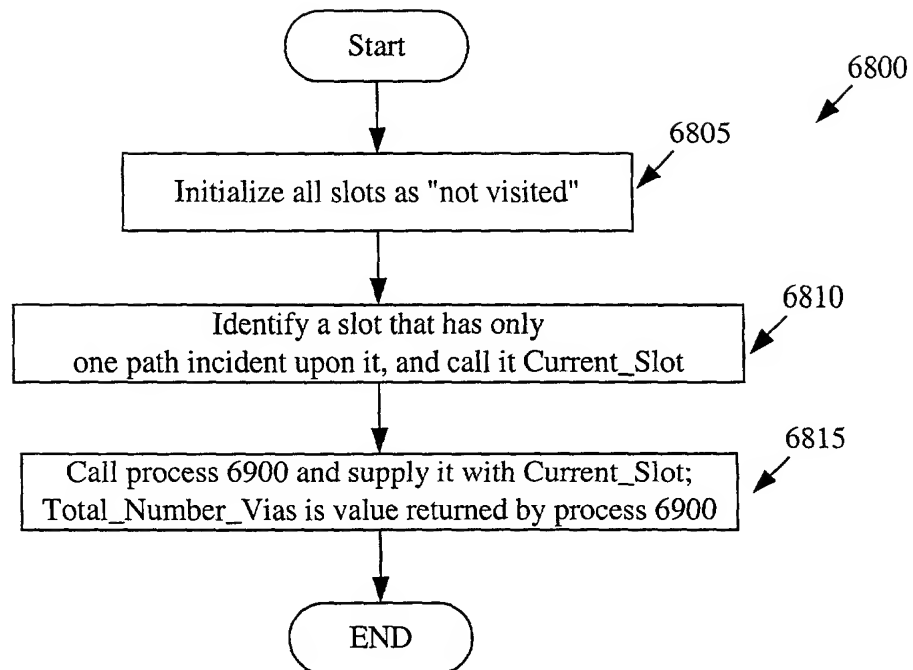 Start
6800
6805
Initialize all slots as "not visited"
6810
Identify a slot that has only
one path incident upon it, and call it Current_Slot
6815
Call process 6900 and supply it with Current_Slot;
Total_Number_Vias is value returned by process 6900
END